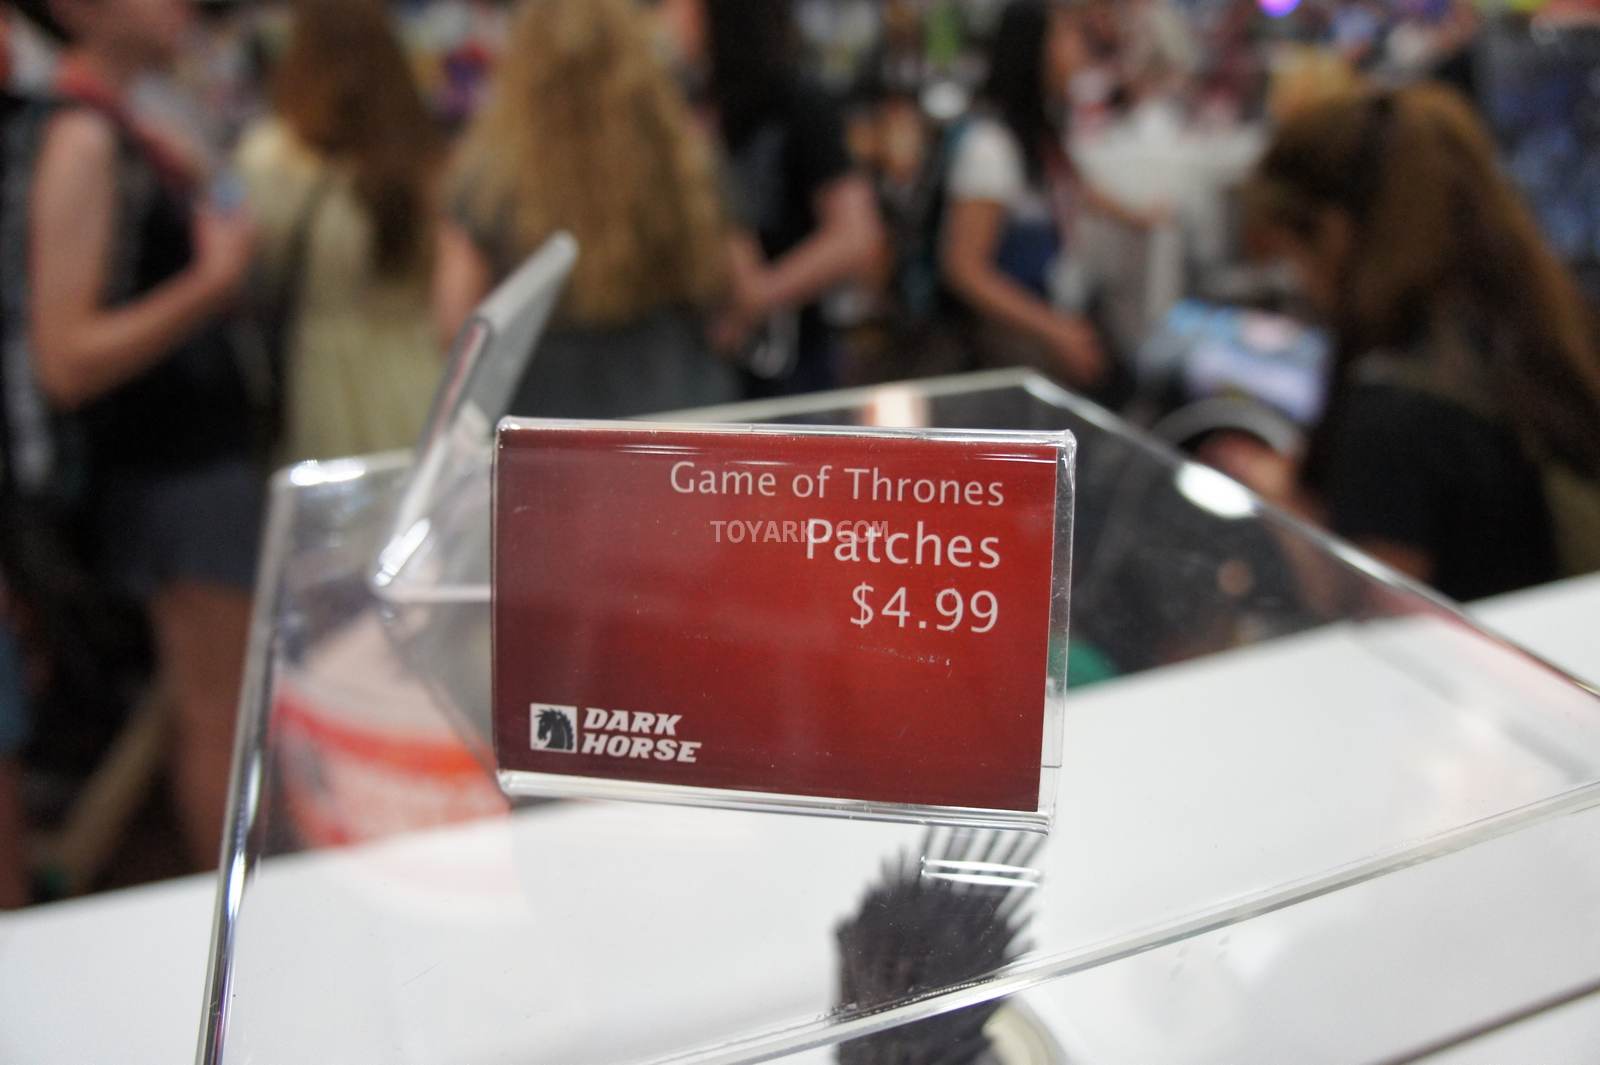 Game of Thrones
TOYARK.COM
Patches
$4.99
DARK
HORSE